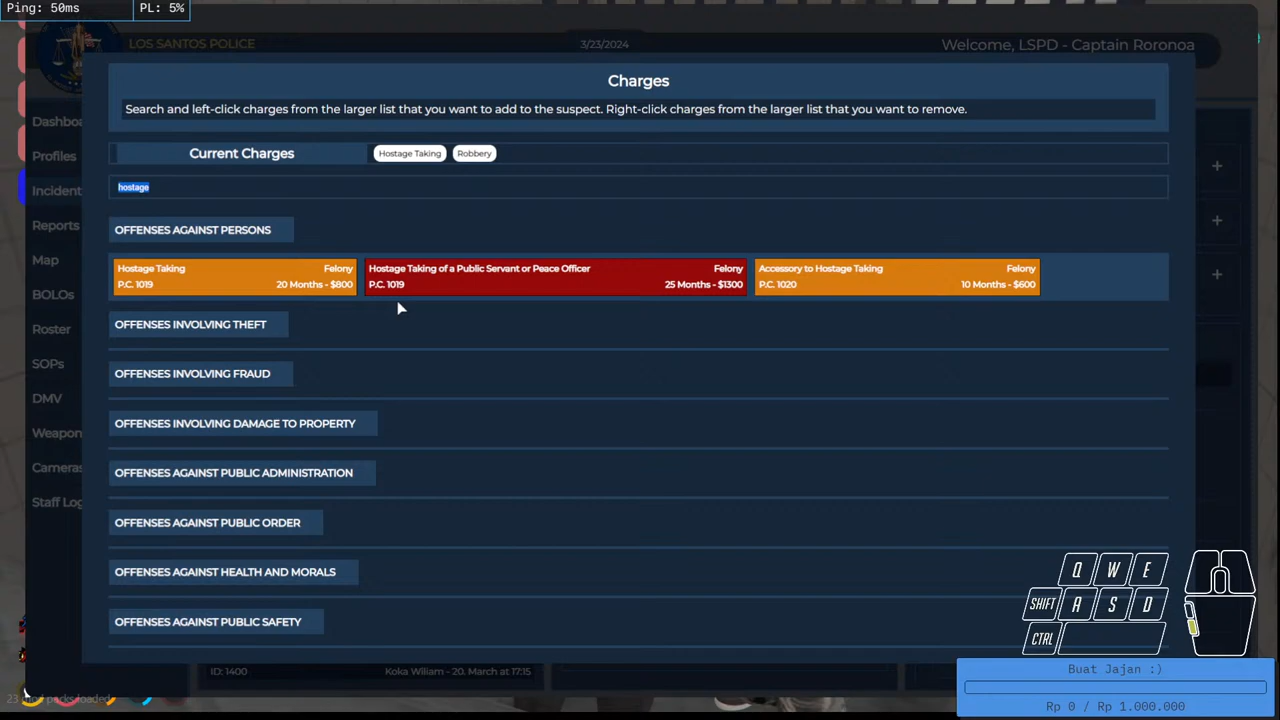 Ping: 50ms PL: 5%
LOS SANTOS POLICE 3/23/2024 Welcome, LSPD - Captain Roronoa
Charges
Search and left-click charges from the larger list that you want to add to the suspect. Right-click charges from the larger list that you want to remove.
Current Charges Hostage Taking Robbery
hostage
Dashboa
Profiles
Incident
Reports
Map
BOLOs
Roster
SOPs
DMV
Weapon
Cameras
Staff Log
OFFENSES AGAINST PERSONS
Hostage Taking Felony
P.C. 1019 20 Months - $800
Hostage Taking of a Public Servant or Peace Officer Felony
P.C. 1019 25 Months - $1300
Accessory to Hostage Taking Felony
P.C. 1020 10 Months - $600
OFFENSES INVOLVING THEFT
OFFENSES INVOLVING FRAUD
OFFENSES INVOLVING DAMAGE TO PROPERTY
OFFENSES AGAINST PUBLIC ADMINISTRATION
OFFENSES AGAINST PUBLIC ORDER
OFFENSES AGAINST HEALTH AND MORALS
OFFENSES AGAINST PUBLIC SAFETY
ID: 1400 Koka Wiliam - 20. March at 17:15
23 mod packs loaded
Q W E
SHIFT A S D
CTRL
Buat Jajan :)
Rp 0 / Rp 1.000.000